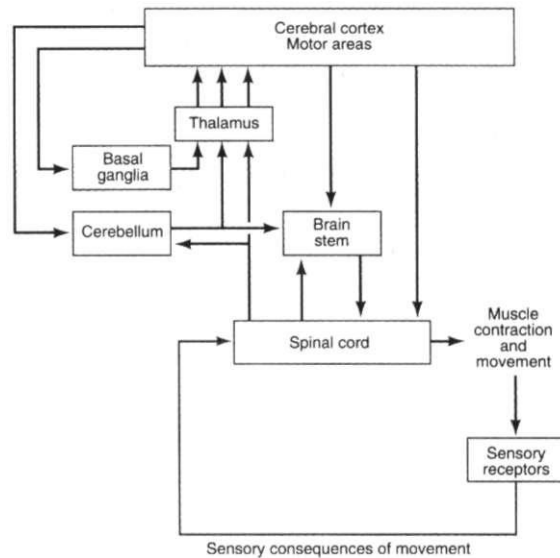 Cerebral cortex
Motor areas
Thalamus
Basal
ganglia
Cerebellum
Brain
stem
Spinal cord
Muscle
contraction
and
movement
Sensory
receptors
Sensory consequences of movement